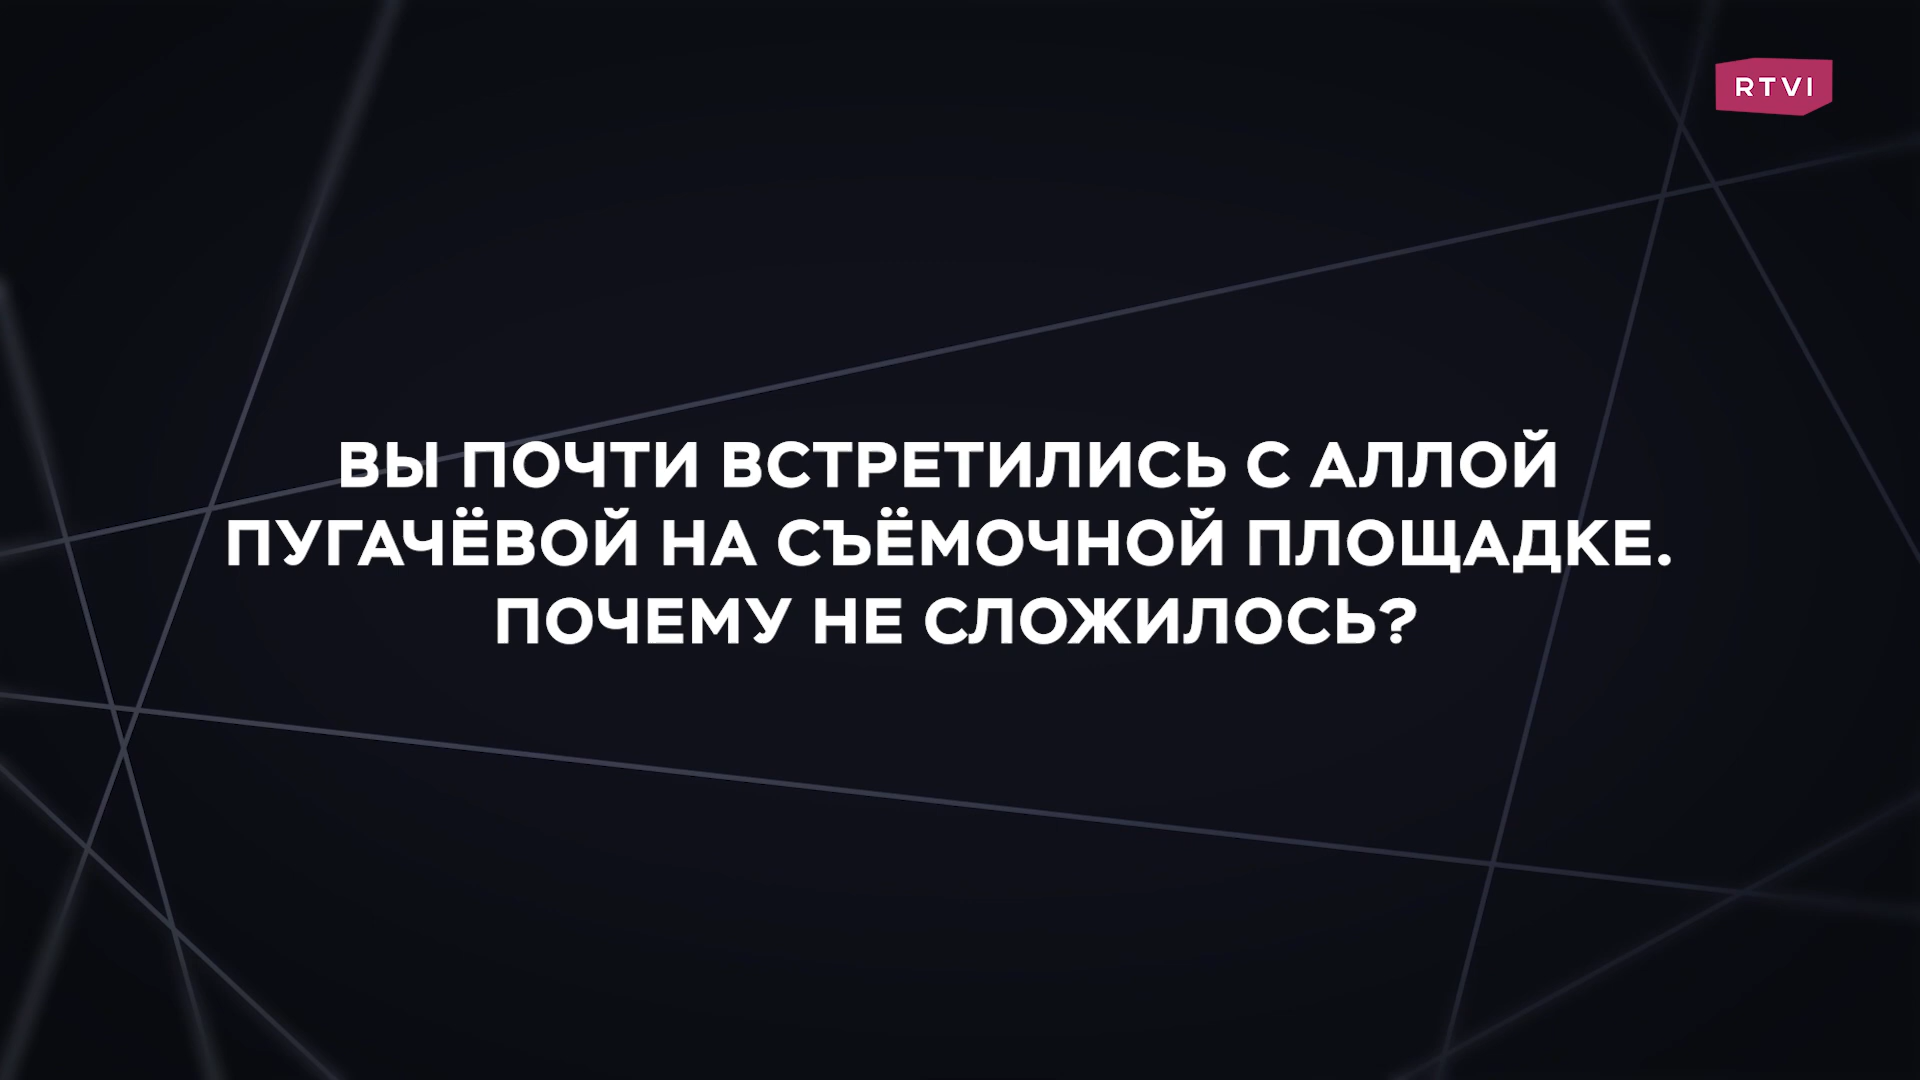 RTVI
ВЫ ПОЧТИ ВСТРЕТИЛИСЬ С АЛЛОЙ
ПУГАЧЁВОЙ НА СЪЁМОЧНОЙ ПЛОЩАДКЕ.
ПОЧЕМУ НЕ СЛОЖИЛОСЬ?